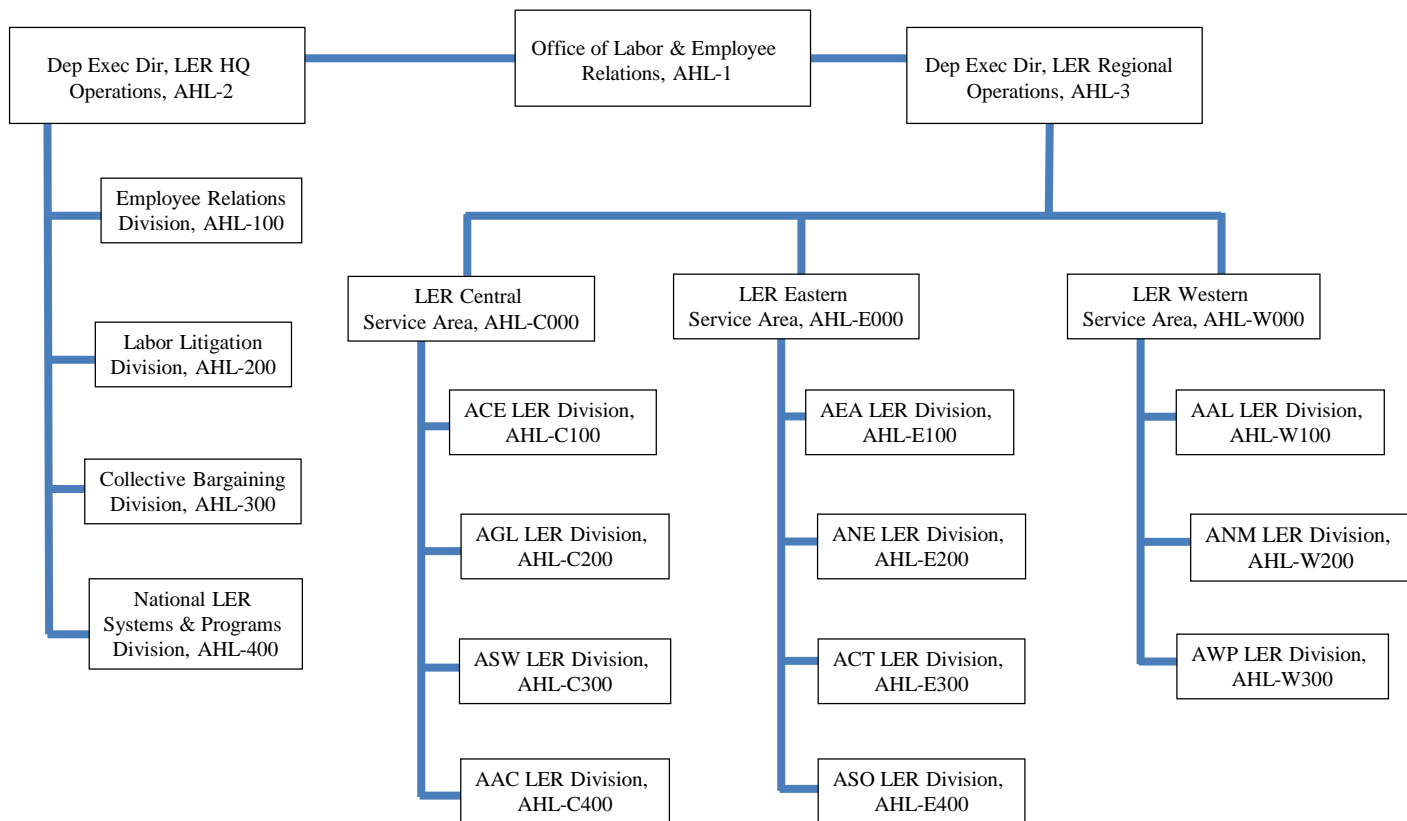 Office of Labor & Employee
Relations, AHL-1
Dep Exec Dir, LER HQ
Operations, AHL-2
Dep Exec Dir, LER Regional
Operations, AHL-3
Employee Relations
Division, AHL-100
Labor Litigation
Division, AHL-200
Collective Bargaining
Division, AHL-300
National LER
Systems & Programs
Division, AHL-400
LER Central
Service Area, AHL-C000
ACE LER Division,
AHL-C100
AGL LER Division,
AHL-C200
ASW LER Division,
AHL-C300
AAC LER Division,
AHL-C400
LER Eastern
Service Area, AHL-E000
AEA LER Division,
AHL-E100
ANE LER Division,
AHL-E200
ACT LER Division,
AHL-E300
ASO LER Division,
AHL-E400
LER Western
Service Area, AHL-W000
AAL LER Division,
AHL-W100
ANM LER Division,
AHL-W200
AWP LER Division,
AHL-W300